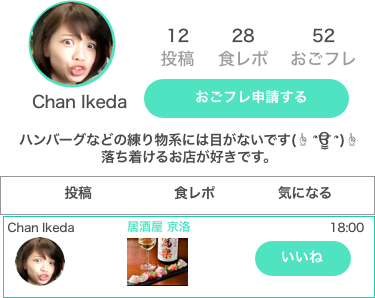 12 28 52
投稿 食レポ おごフレ
Chan Ikeda
おごフレ申請する
ハンバーグなどの練り物系には目がないです(☝ ՞ਊ ՞)☝
落ち着けるお店が好きです。
投稿 食レポ 気になる
Chan Ikeda 居酒屋 京洛 18:00
いいね